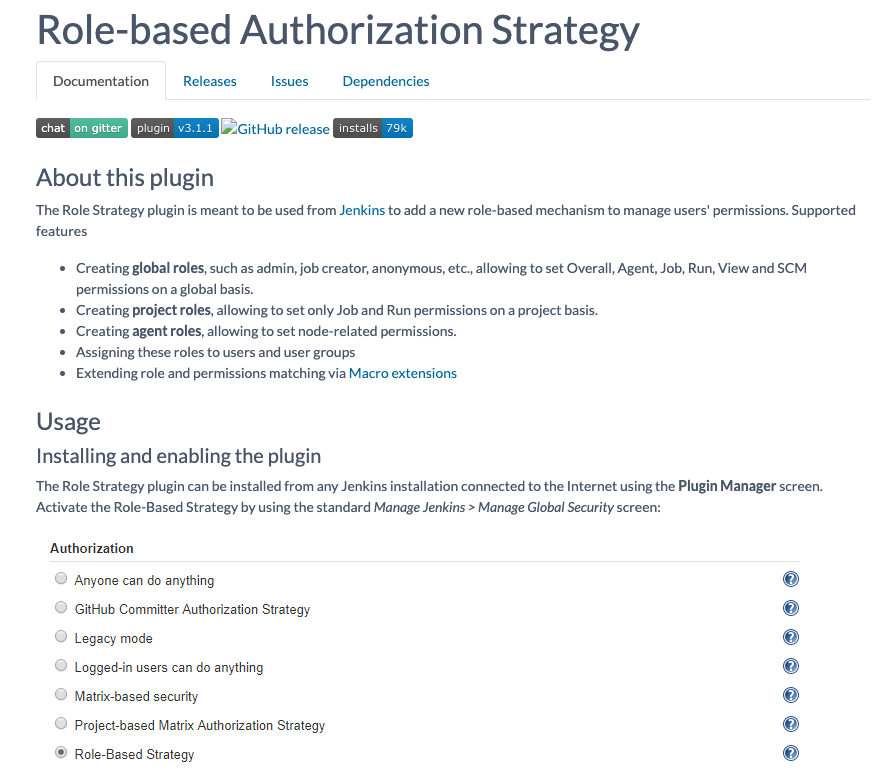 Role-based Authorization Strategy
Documentation Releases Issues Dependencies
chat on gitter plugin v3.1.1 GitHub release installs 79k
About this plugin
The Role Strategy plugin is meant to be used from Jenkins to add a new role-based mechanism to manage users' permissions. Supported
features
• Creating global roles, such as admin, job creator, anonymous, etc., allowing to set Overall, Agent, Job, Run, View and SCM
permissions on a global basis.
• Creating project roles, allowing to set only Job and Run permissions on a project basis.
• Creating agent roles, allowing to set node-related permissions.
• Assigning these roles to users and user groups
• Extending role and permissions matching via Macro extensions
Usage
Installing and enabling the plugin
The Role Strategy plugin can be installed from any Jenkins installation connected to the Internet using the Plugin Manager screen.
Activate the Role-Based Strategy by using the standard Manage Jenkins > Manage Global Security screen:
Authorization
Anyone can do anything ?
GitHub Committer Authorization Strategy ?
Legacy mode ?
Logged-in users can do anything ?
Matrix-based security ?
Project-based Matrix Authorization Strategy ?
Role-Based Strategy ?